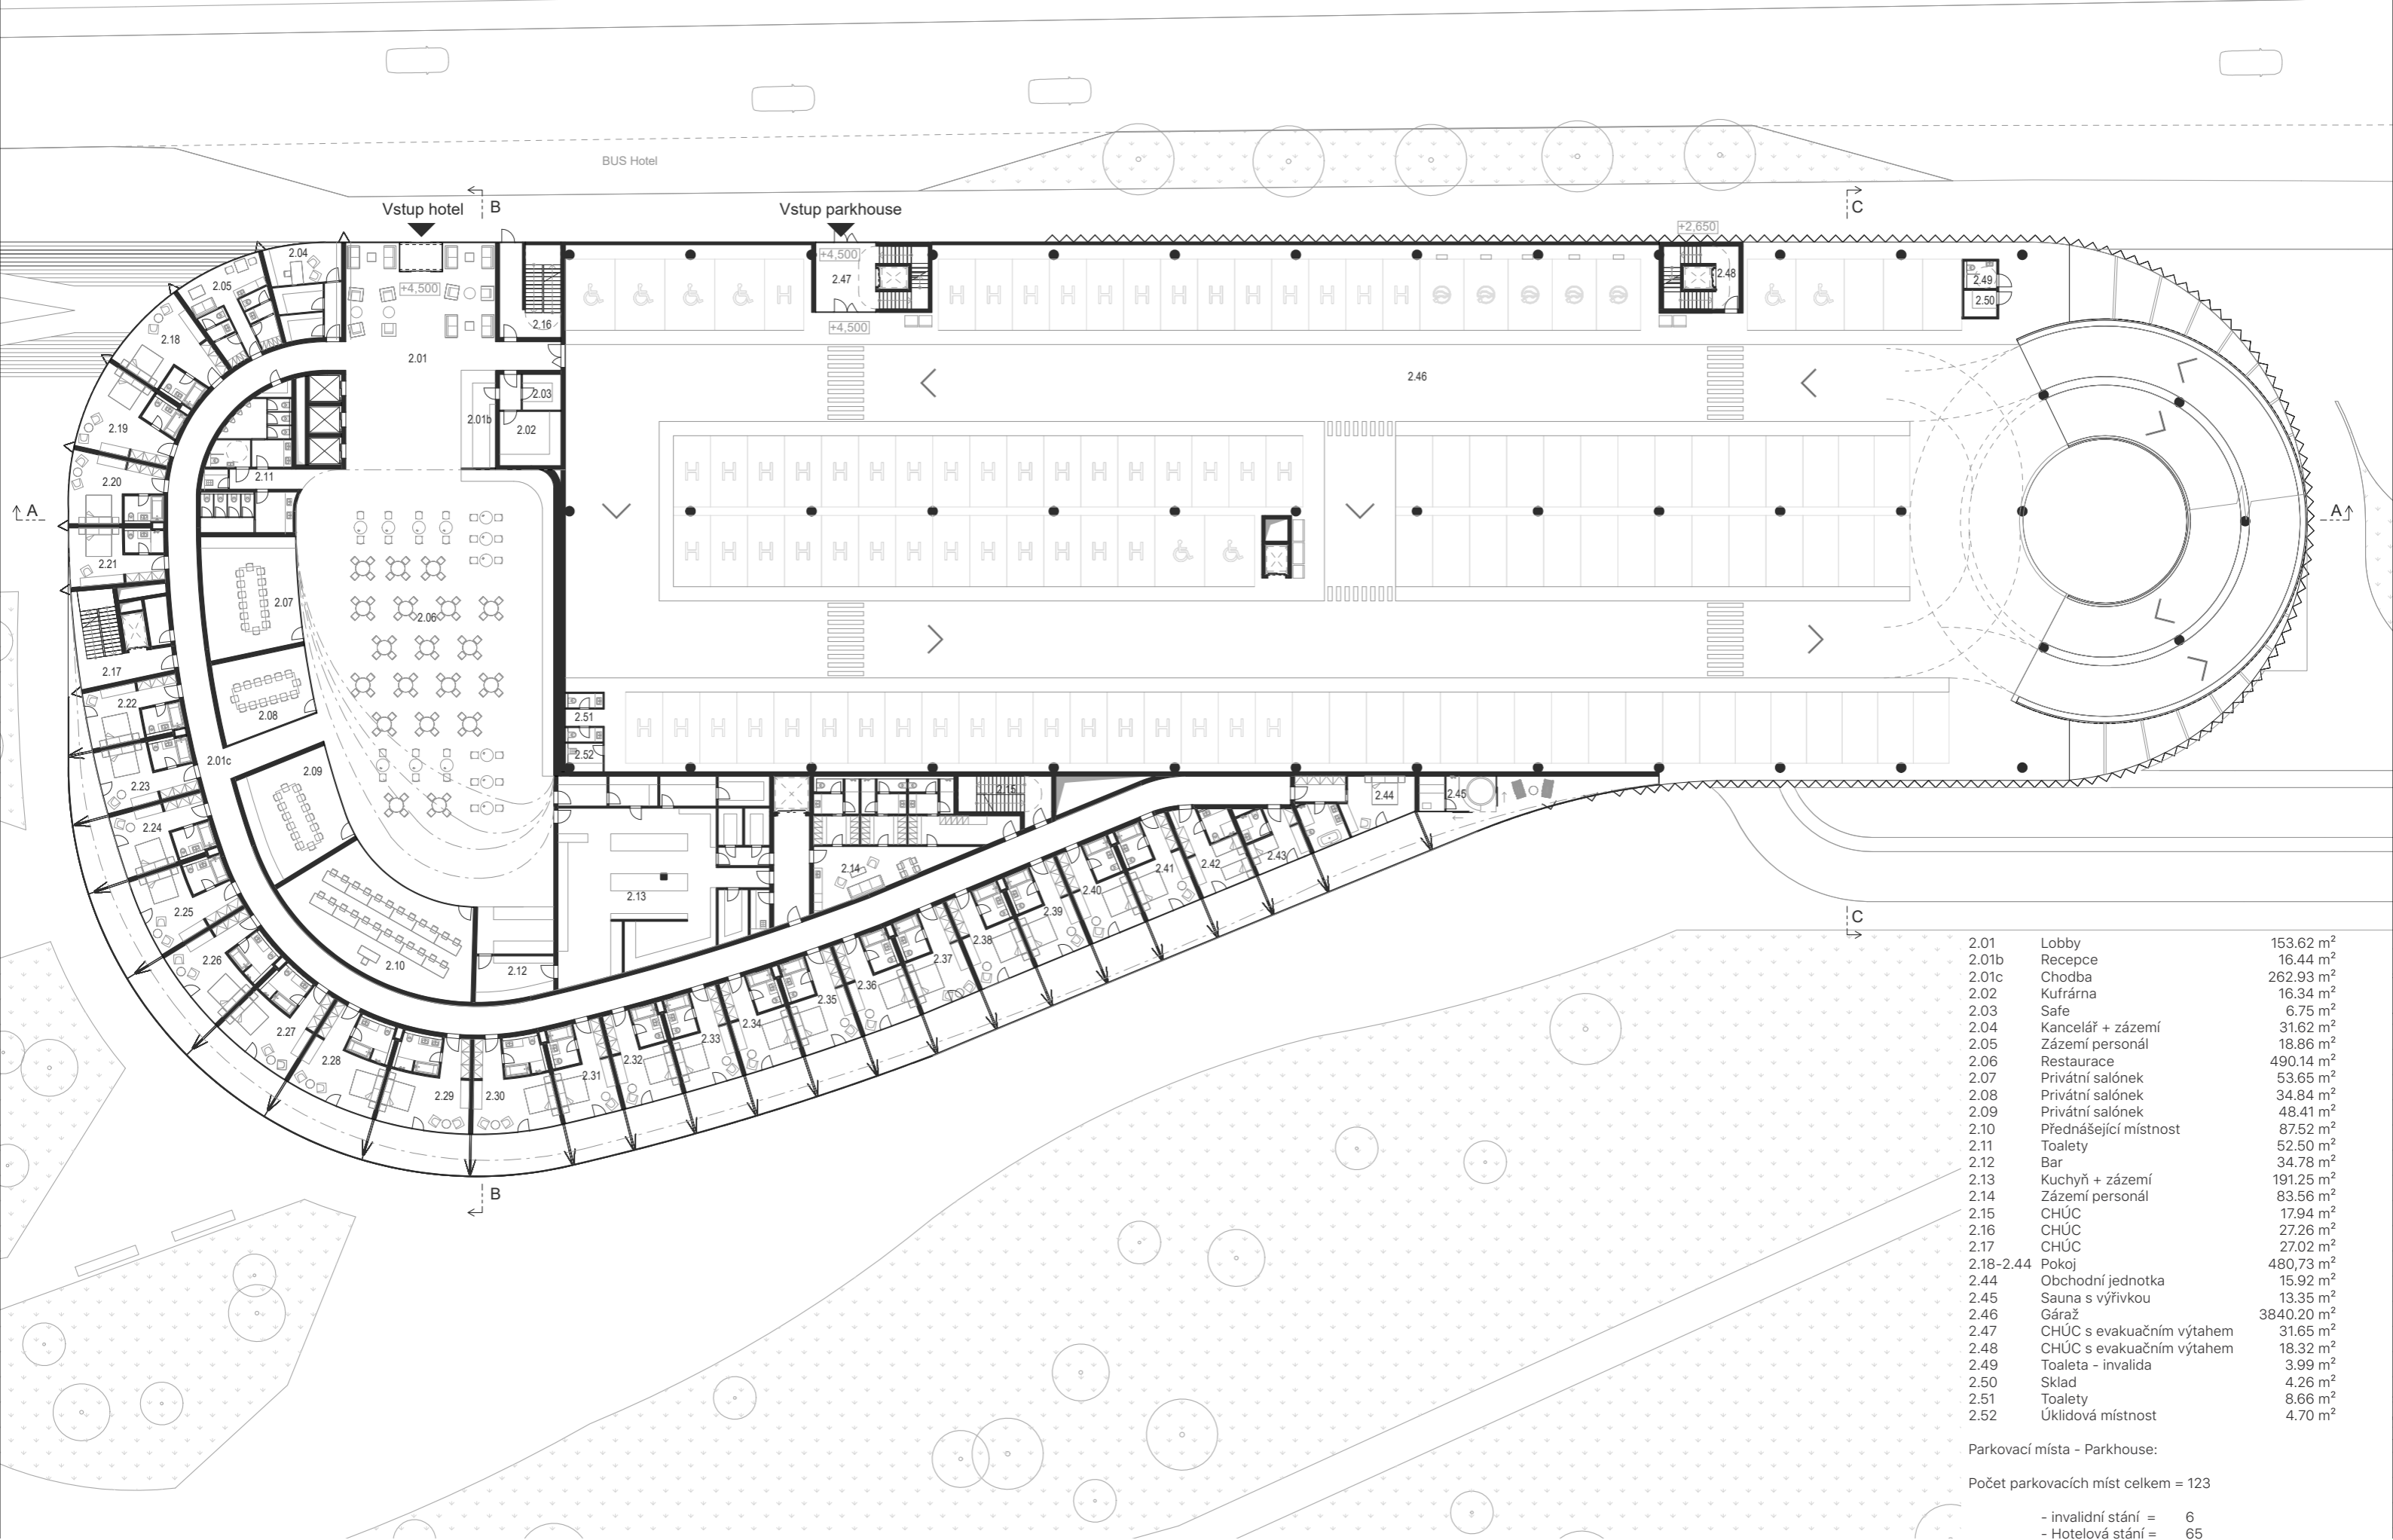 BUS Hotel
B
C
Vstup hotel
Vstup parkhouse
+2,650
2.04
+4,500
2.47
2.48
2.49
2.05
+4,500
2.50
2.16
+4,500
2.18
2.01
2.46
2.03
2.01b
2.02
2.19
2.11
2.20
A
A
2.21
2.07
2.06
2.17
2.22
2.08
2.51
2.52
2.01c
2.09
2.23
2.15
2.44
2.45
2.24
2.43
2.42
2.41
2.14
2.40
2.13
2.25
2.39
2.38
2.26
2.10
2.12
2.37
2.36
2.35
2.34
2.27
2.33
2.28
2.32
2.31
2.29
2.30
B
C
2.01 Lobby 153.62 m²
2.01b Recepce 16.44 m²
2.01c Chodba 262.93 m²
2.02 Kufrárna 16.34 m²
2.03 Safe 6.75 m²
2.04 Kancelář + zázemí 31.62 m²
2.05 Zázemí personál 18.86 m²
2.06 Restaurace 490.14 m²
2.07 Privátní salónek 53.65 m²
2.08 Privátní salónek 34.84 m²
2.09 Privátní salónek 48.41 m²
2.10 Přednášející místnost 87.52 m²
2.11 Toalety 52.50 m²
2.12 Bar 34.78 m²
2.13 Kuchyň + zázemí 191.25 m²
2.14 Zázemí personál 83.56 m²
2.15 CHÚC 17.94 m²
2.16 CHÚC 27.26 m²
2.17 CHÚC 27.02 m²
2.18-2.44 Pokoj 480,73 m²
2.44 Obchodní jednotka 15.92 m²
2.45 Sauna s výřivkou 13.35 m²
2.46 Gáraž 3840.20 m²
2.47 CHÚC s evakuačním výtahem 31.65 m²
2.48 CHÚC s evakuačním výtahem 18.32 m²
2.49 Toaleta - invalida 3.99 m²
2.50 Sklad 4.26 m²
2.51 Toalety 8.66 m²
2.52 Úklidová místnost 4.70 m²
Parkovací místa - Parkhouse:
Počet parkovacích míst celkem = 123
- invalidní stání = 6
- Hotelová stání = 65